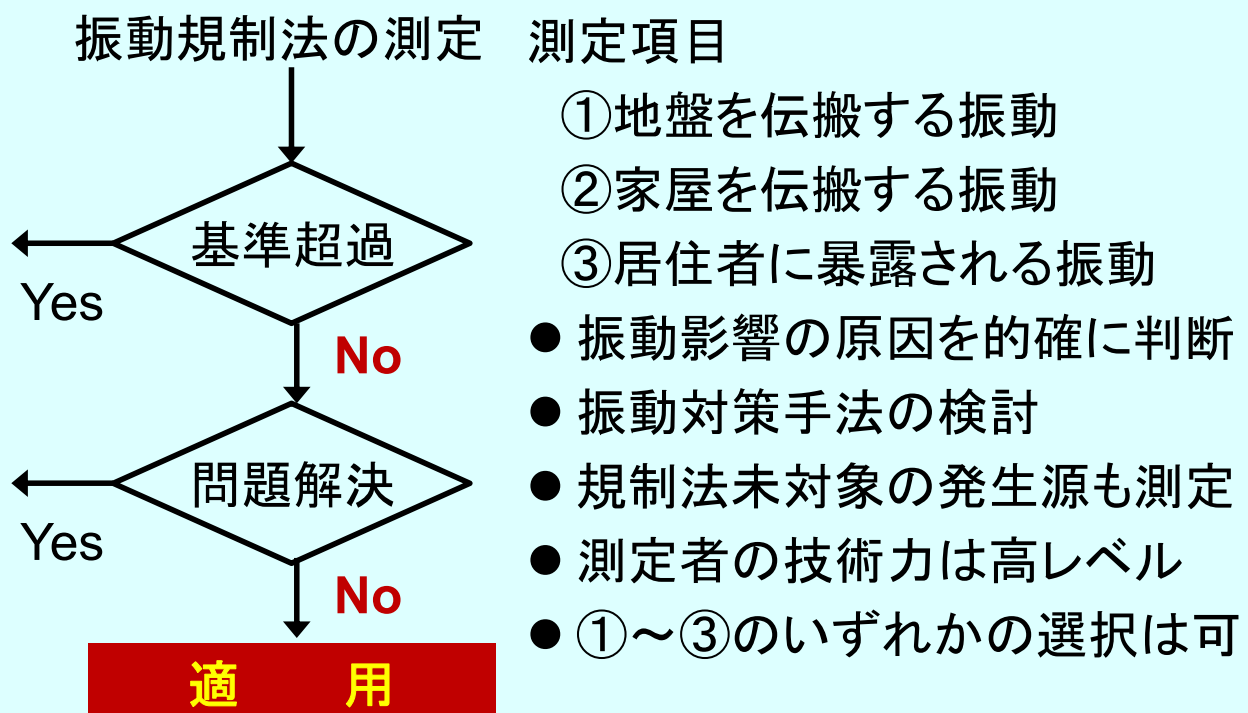 振動規制法の測定
基準超過
Yes
No
問題解決
Yes
No
適 用
測定項目
①地盤を伝搬する振動
②家屋を伝搬する振動
③居住者に暴露される振動
● 振動影響の原因を的確に判断
● 振動対策手法の検討
● 規制法未対象の発生源も測定
● 測定者の技術力は高レベル
● ①～③のいずれかの選択は可